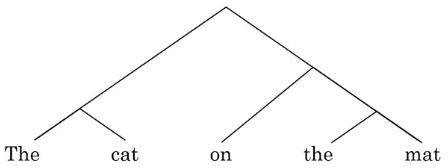 The cat on the mat